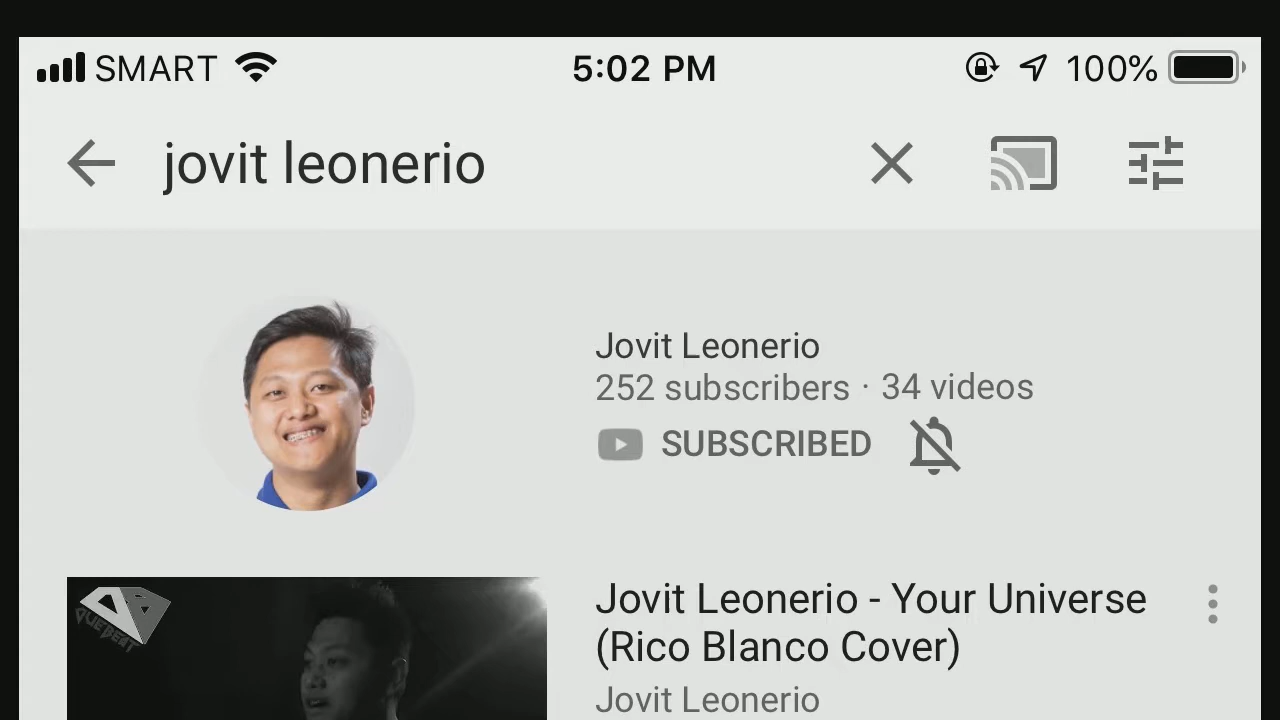 SMART 5:02 PM 100%
jovit leonerio
Jovit Leonerio
252 subscribers · 34 videos
SUBSCRIBED
Jovit Leonerio - Your Universe
(Rico Blanco Cover)
Jovit Leonerio